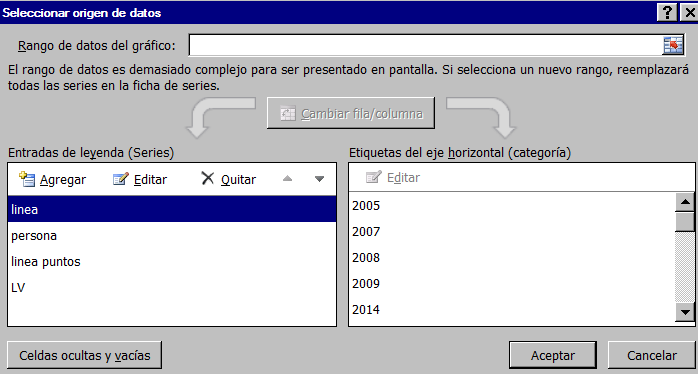 Seleccionar origen de datos
Rango de datos del gráfico:
El rango de datos es demasiado complejo para ser presentado en pantalla. Si selecciona un nuevo rango, reemplazará
todas las series en la ficha de series.
Cambiar fila/columna
Entradas de leyenda (Series)
Agregar Editar Quitar
linea
persona
linea puntos
LV
Etiquetas del eje horizontal (categoría)
Editar
2005
2007
2008
2009
2014
Celdas ocultas y vacías
Aceptar Cancelar